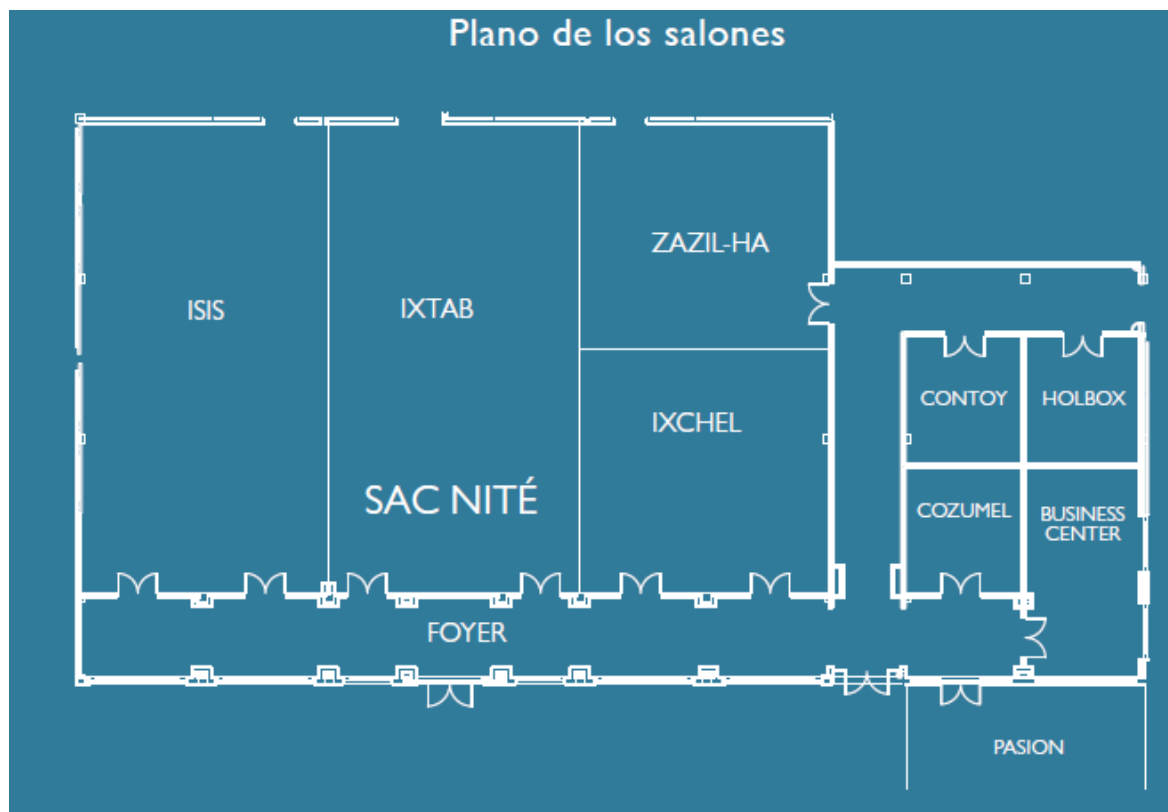 Plano de los salones
ZAZIL-HA
ISIS
IXTAB
CONTOY
HOLBOX
IXCHEL
SAC NITÉ
COZUMEL
BUSINESS
CENTER
FOYER
PASION